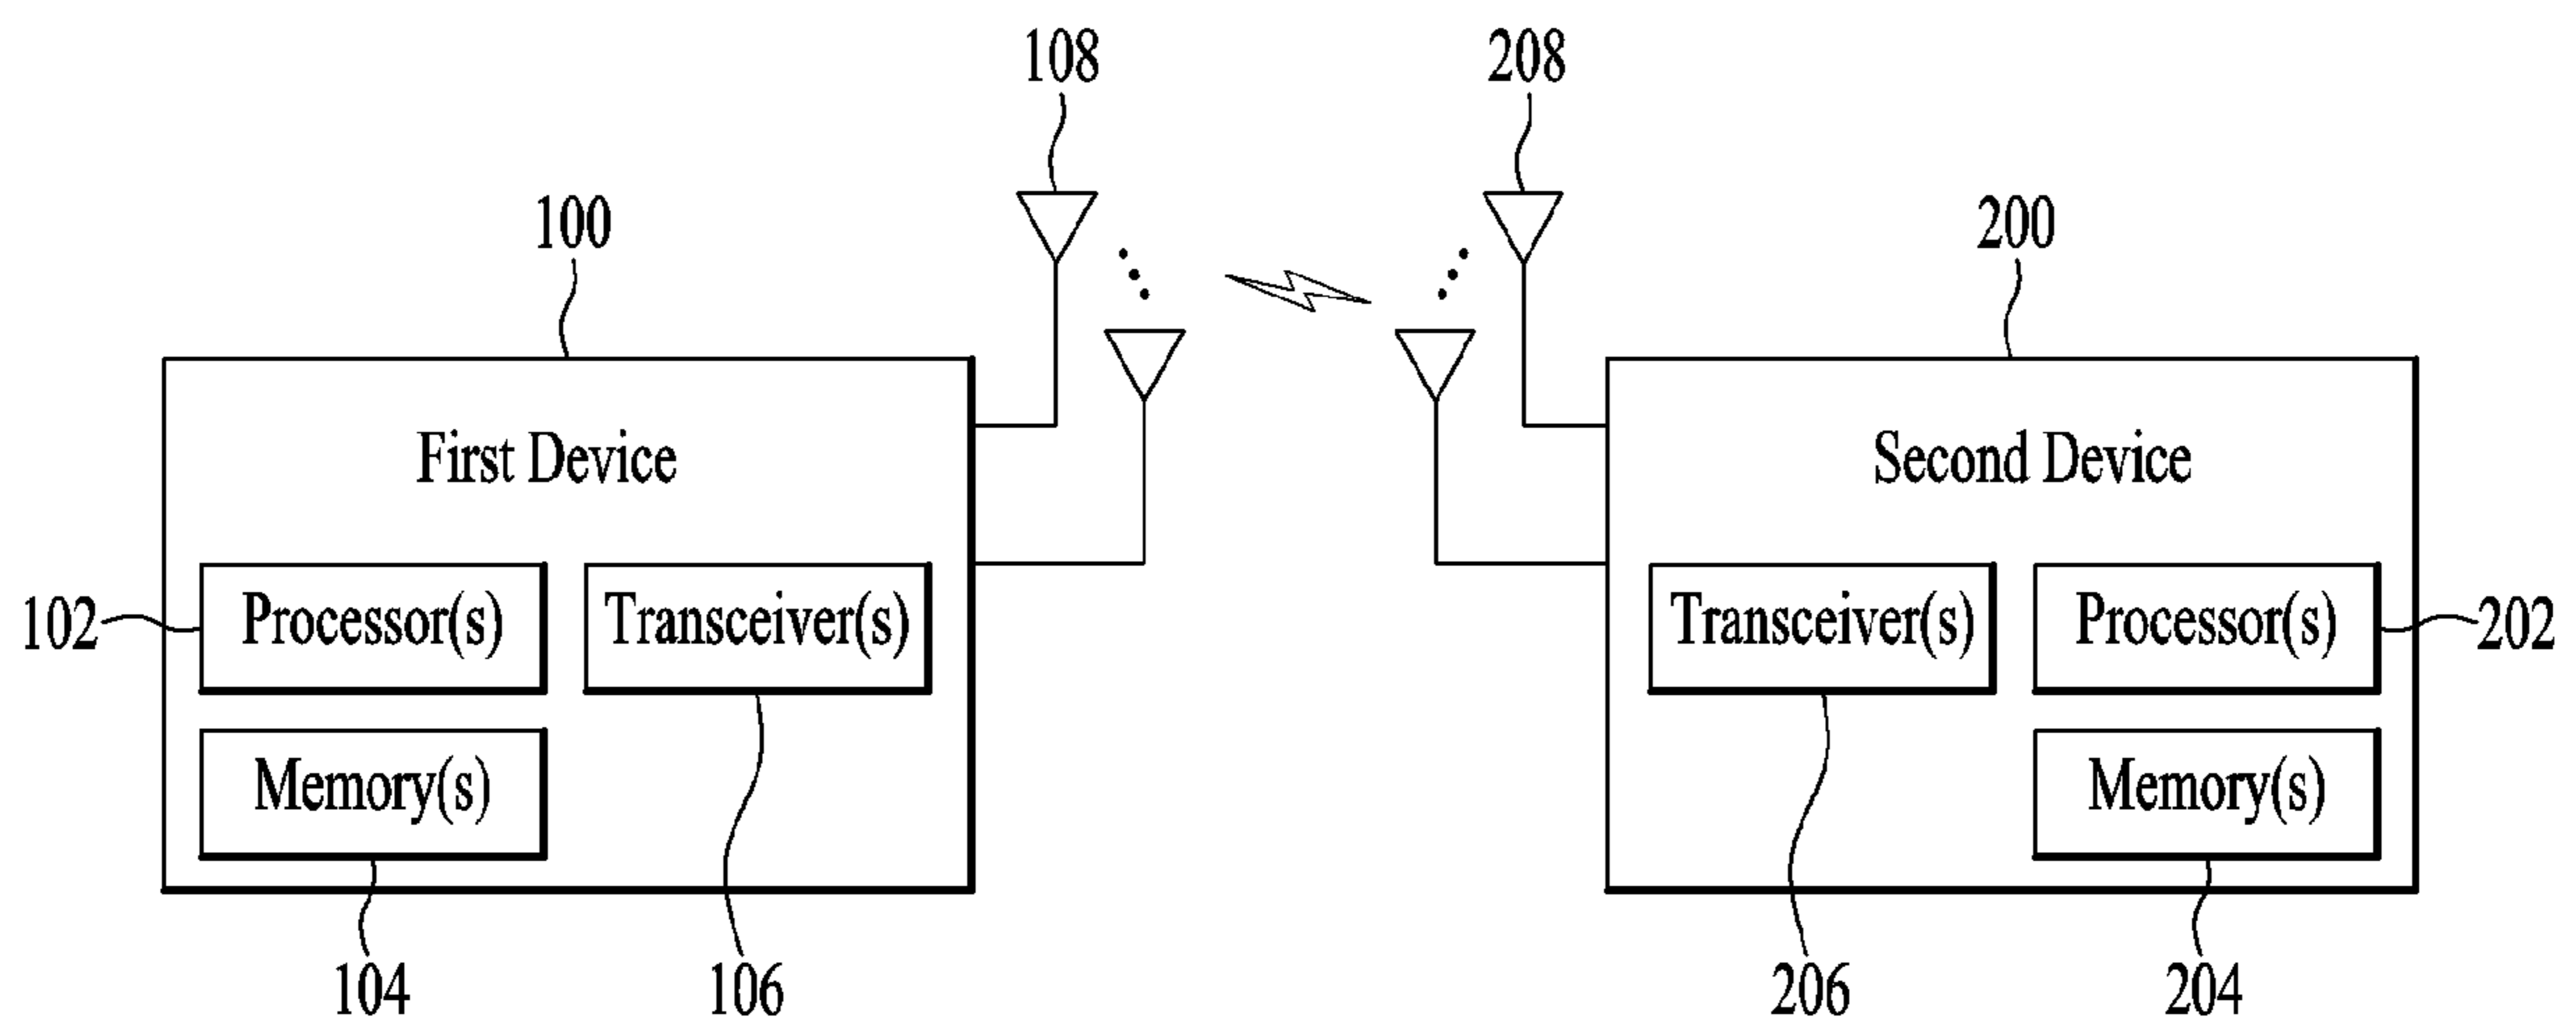 108 208
100 200
First Device Second Device
102 Processor(s) Transceiver(s) Transceiver(s) Processor(s) 202
Memory(s) Memory(s)
104 106 206 204